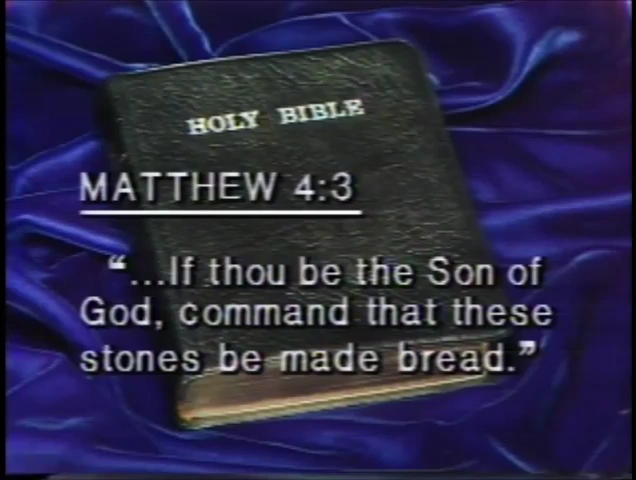 HOLY BIBLE
MATTHEW 4:3
“...If thou be the Son of
God, command that these
stones be made bread.”